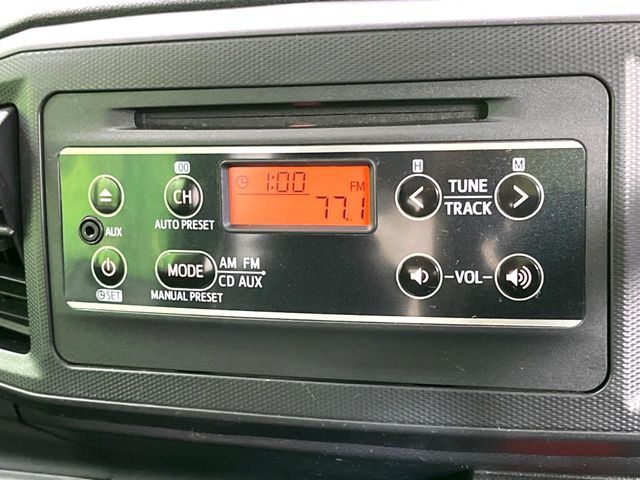 00
CH
AUTO PRESET
1:00
FM
77.1
H
M
TUNE
TRACK
AUX
SET
MODE
AM FM
CD AUX
MANUAL PRESET
VOL